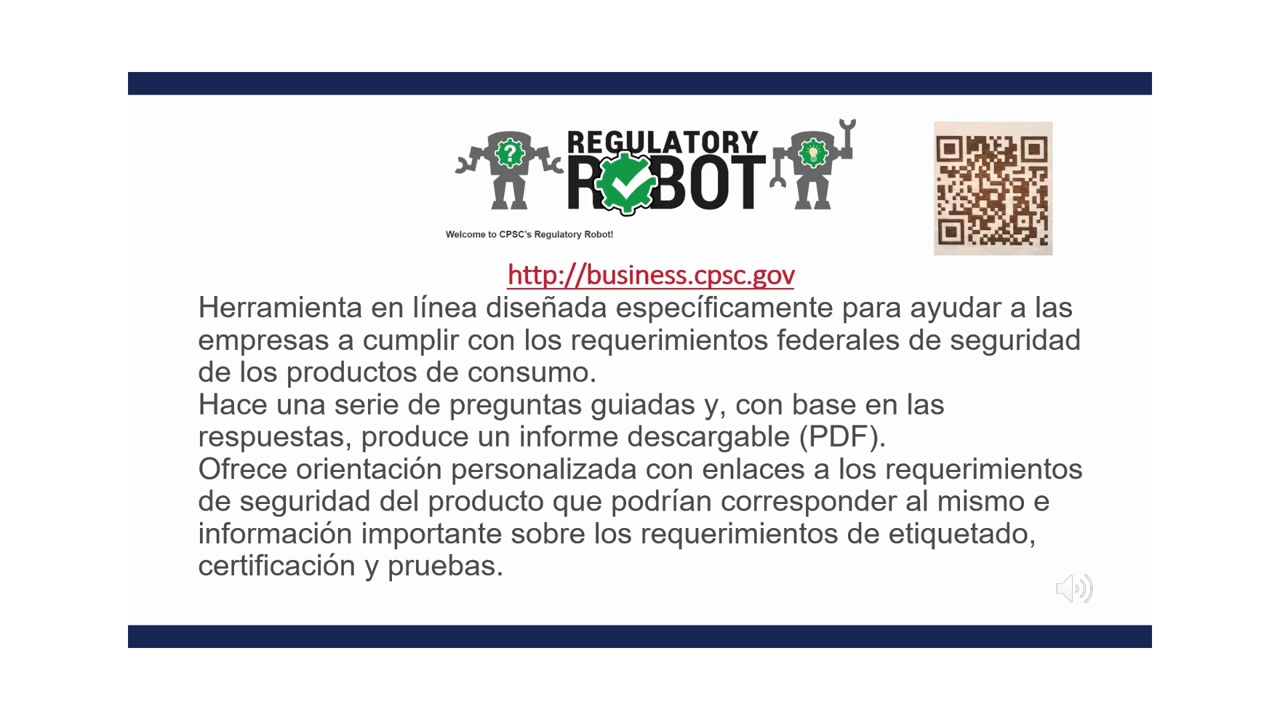 REGULATORY
ROBOT
?
Welcome to CPSC's Regulatory Robot!
http://business.cpsc.gov
Herramienta en línea diseñada específicamente para ayudar a las
empresas a cumplir con los requerimientos federales de seguridad
de los productos de consumo.
Hace una serie de preguntas guiadas y, con base en las
respuestas, produce un informe descargable (PDF).
Ofrece orientación personalizada con enlaces a los requerimientos
de seguridad del producto que podrían corresponder al mismo e
información importante sobre los requerimientos de etiquetado,
certificación y pruebas.